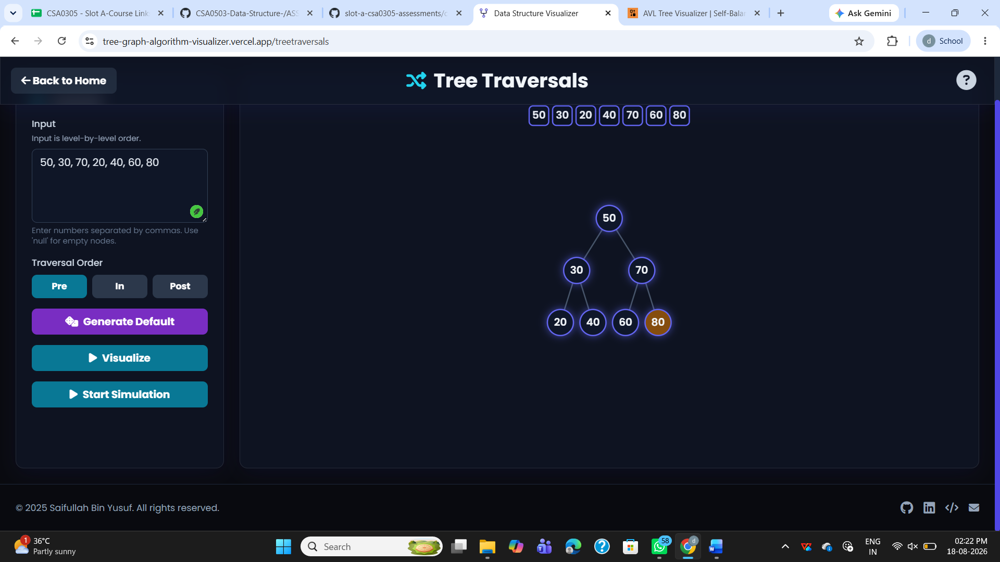 CSA0305 - Slot A-Course Link
CSA0503-Data-Structure-/ASS
slot-a-csa0305-assessments/c
Data Structure Visualizer
AVL Tree Visualizer | Self-Balar
Ask Gemini
tree-graph-algorithm-visualizer.vercel.app/treetraversals
d School
Back to Home
Tree Traversals
?
50 30 20 40 70 60 80
Input
Input is level-by-level order.
50, 30, 70, 20, 40, 60, 80
Enter numbers separated by commas. Use
'null' for empty nodes.
Traversal Order
Pre In Post
Generate Default
Visualize
Start Simulation
50
30 70
20 40 60 80
© 2025 Saifullah Bin Yusuf. All rights reserved.
1
36°C
Partly sunny
Search
58
d
ENG
IN
02:22 PM
18-08-2026